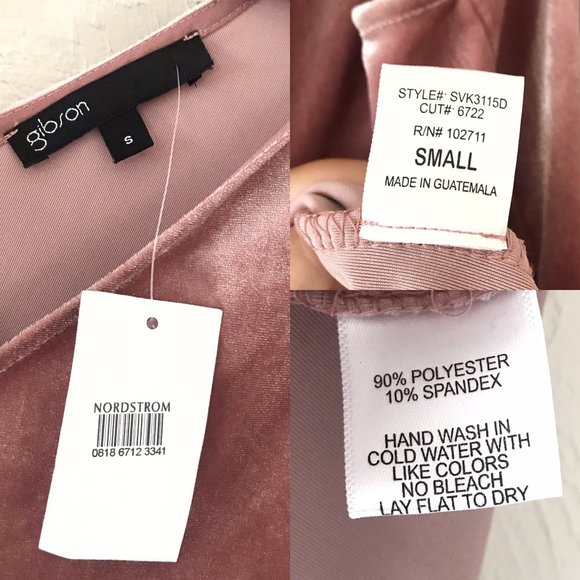 gibson
S
NORDSTROM
0818 6712 3341
STYLE#: SVK3115D
CUT#: 6722
R/N# 102711
SMALL
MADE IN GUATEMALA
90% POLYESTER
10% SPANDEX
HAND WASH IN
COLD WATER WITH
LIKE COLORS
NO BLEACH
LAY FLAT TO DRY